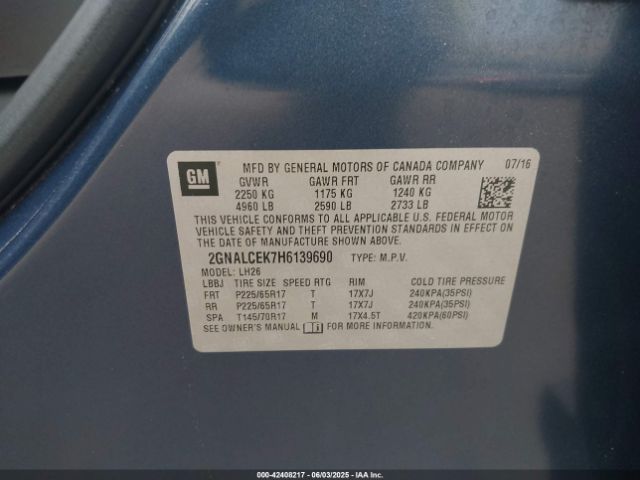 GM
MFD BY GENERAL MOTORS OF CANADA COMPANY 07/16
GVWR GAWR FRT GAWR RR
2250 KG 1175 KG 1240 KG
4960 LB 2590 LB 2733 LB
THIS VEHICLE CONFORMS TO ALL APPLICABLE U.S. FEDERAL MOTOR
VEHICLE SAFETY AND THEFT PREVENTION STANDARDS IN EFFECT ON
THE DATE OF MANUFACTURE SHOWN ABOVE.
2GNALCEK7H6139690 TYPE: M.P.V.
MODEL: LH26
LBBJ TIRE SIZE SPEED RTG RIM COLD TIRE PRESSURE
FRT P225/65R17 T 17X7J 240KPA(35PSI)
RR P225/65R17 T 17X7J 240KPA(35PSI)
SPA T145/70R17 M 17X4.5T 420KPA(60PSI)
SEE OWNER'S MANUAL FOR MORE INFORMATION.
000-42408217 - 06/03/2025 - IAAI.COM